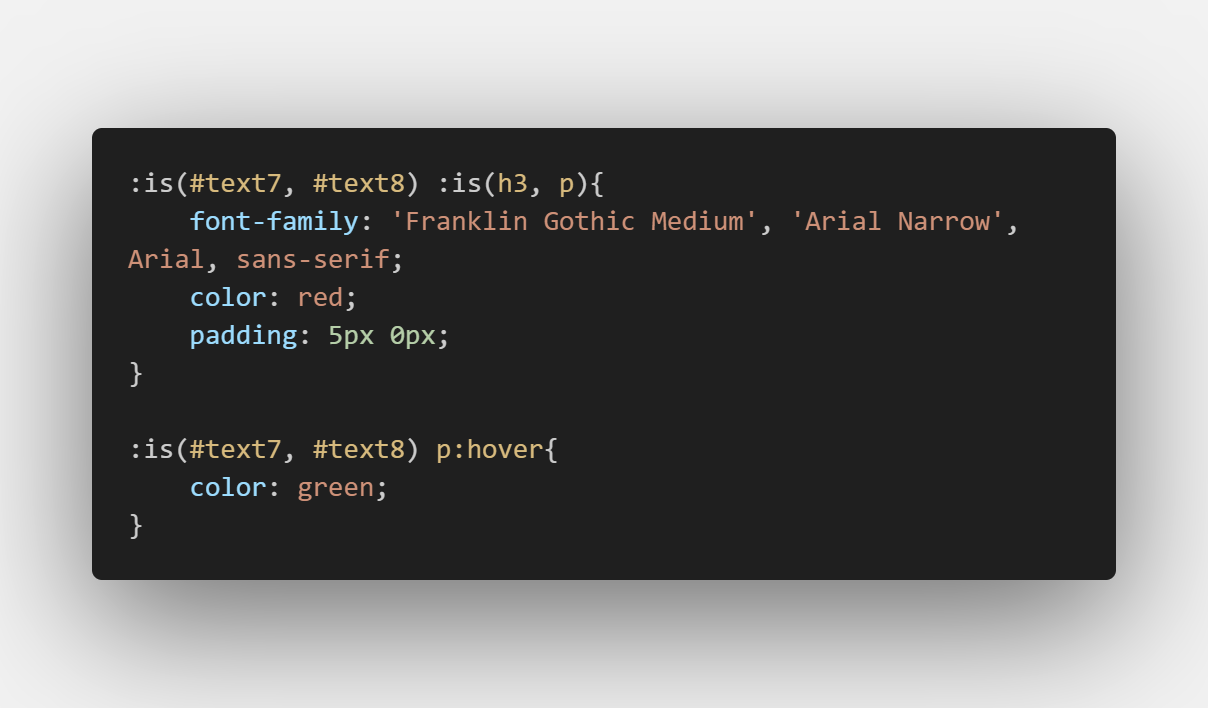 :is(#text7, #text8) :is(h3, p){
    font-family: 'Franklin Gothic Medium', 'Arial Narrow',
Arial, sans-serif;
    color: red;
    padding: 5px 0px;
}

:is(#text7, #text8) p:hover{
    color: green;
}